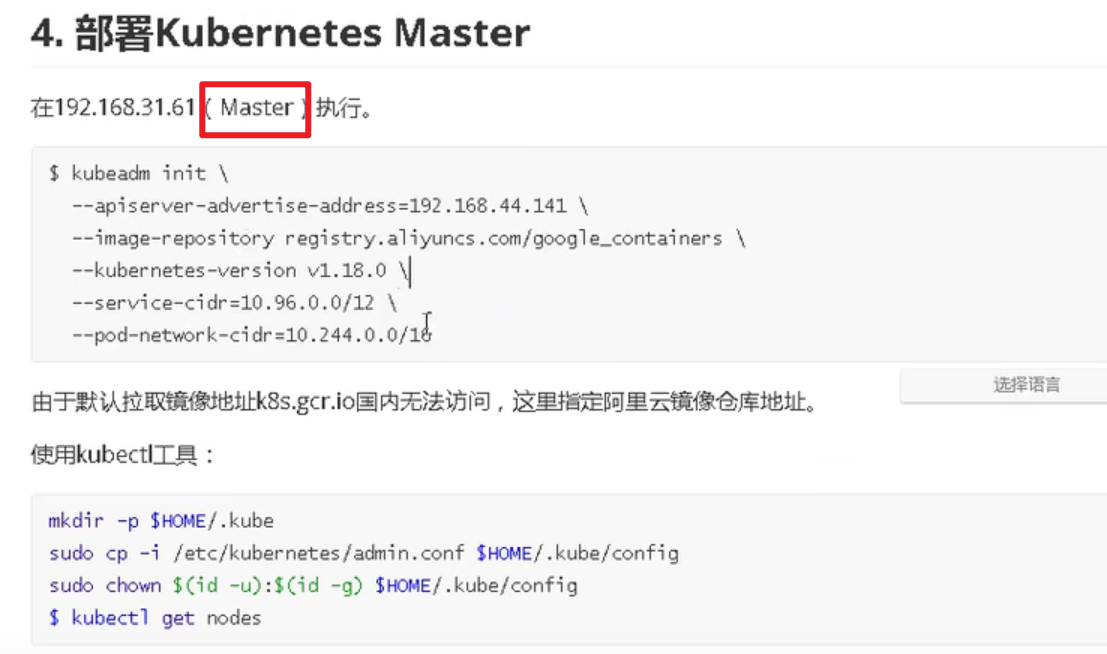 4. 部署Kubernetes Master
在192.168.31.61 ( Master ) 执行。
$ kubeadm init \
--apiserver-advertise-address=192.168.44.141 \
--image-repository registry.aliyuncs.com/google_containers \
--kubernetes-version v1.18.0 \
--service-cidr=10.96.0.0/12 \
--pod-network-cidr=10.244.0.0/16
由于默认拉取镜像地址k8s.gcr.io国内无法访问，这里指定阿里云镜像仓库地址。
选择语言
使用kubectl工具：
mkdir -p $HOME/.kube
sudo cp -i /etc/kubernetes/admin.conf $HOME/.kube/config
sudo chown $(id -u):$(id -g) $HOME/.kube/config
$ kubectl get nodes